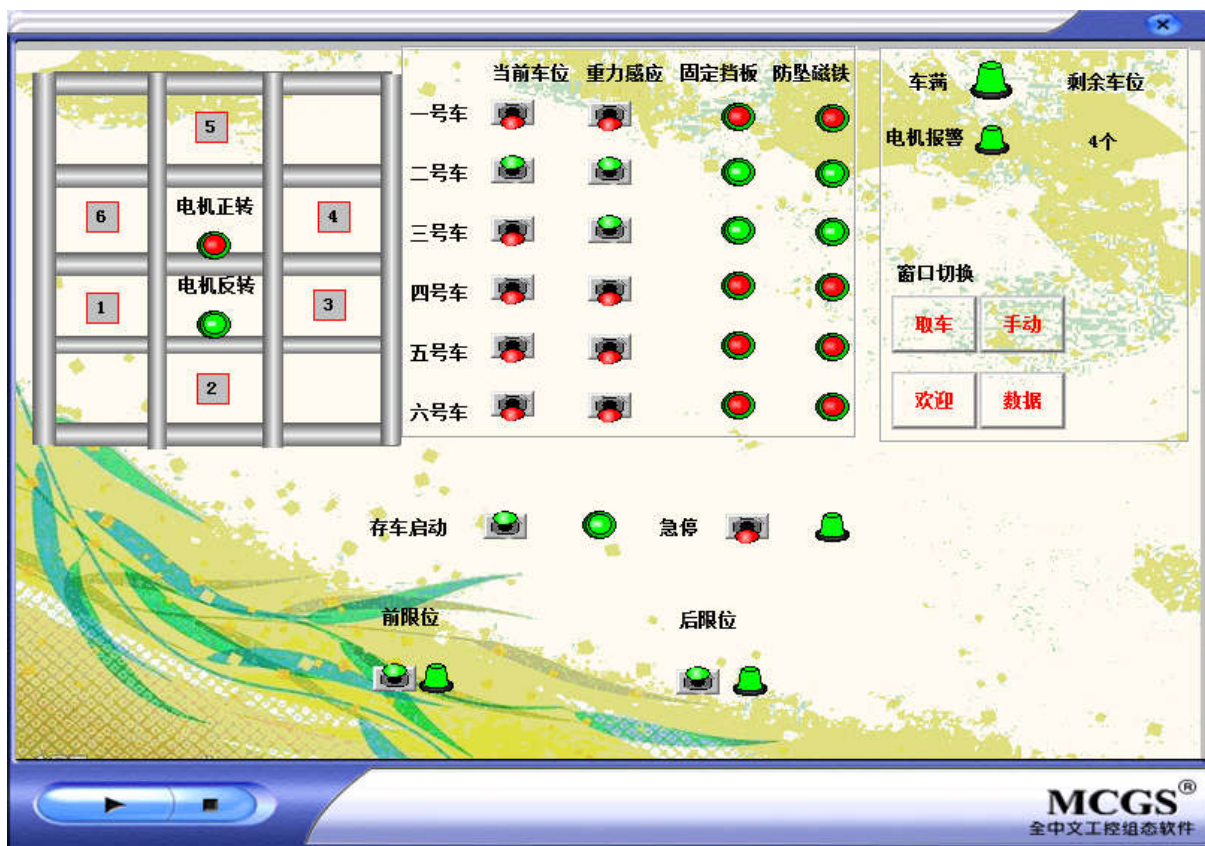 5
6
电机正转
4
1
电机反转
3
2
当前车位 重力感应 固定挡板 防坠磁铁
一号车
二号车
三号车
四号车
五号车
六号车
车满
剩余车位
电机报警
4个
窗口切换
取车 手动
欢迎 数据
存车启动
急停
前限位
后限位
MCGS®
全中文工控组态软件